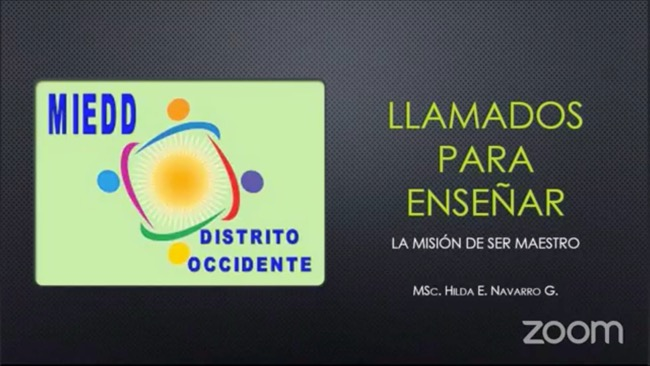 MIEDD
DISTRITO
OCCIDENTE
LLAMADOS
PARA
ENSEÑAR
LA MISIÓN DE SER MAESTRO
MSc. Hilda E. Navarro G.
zoom